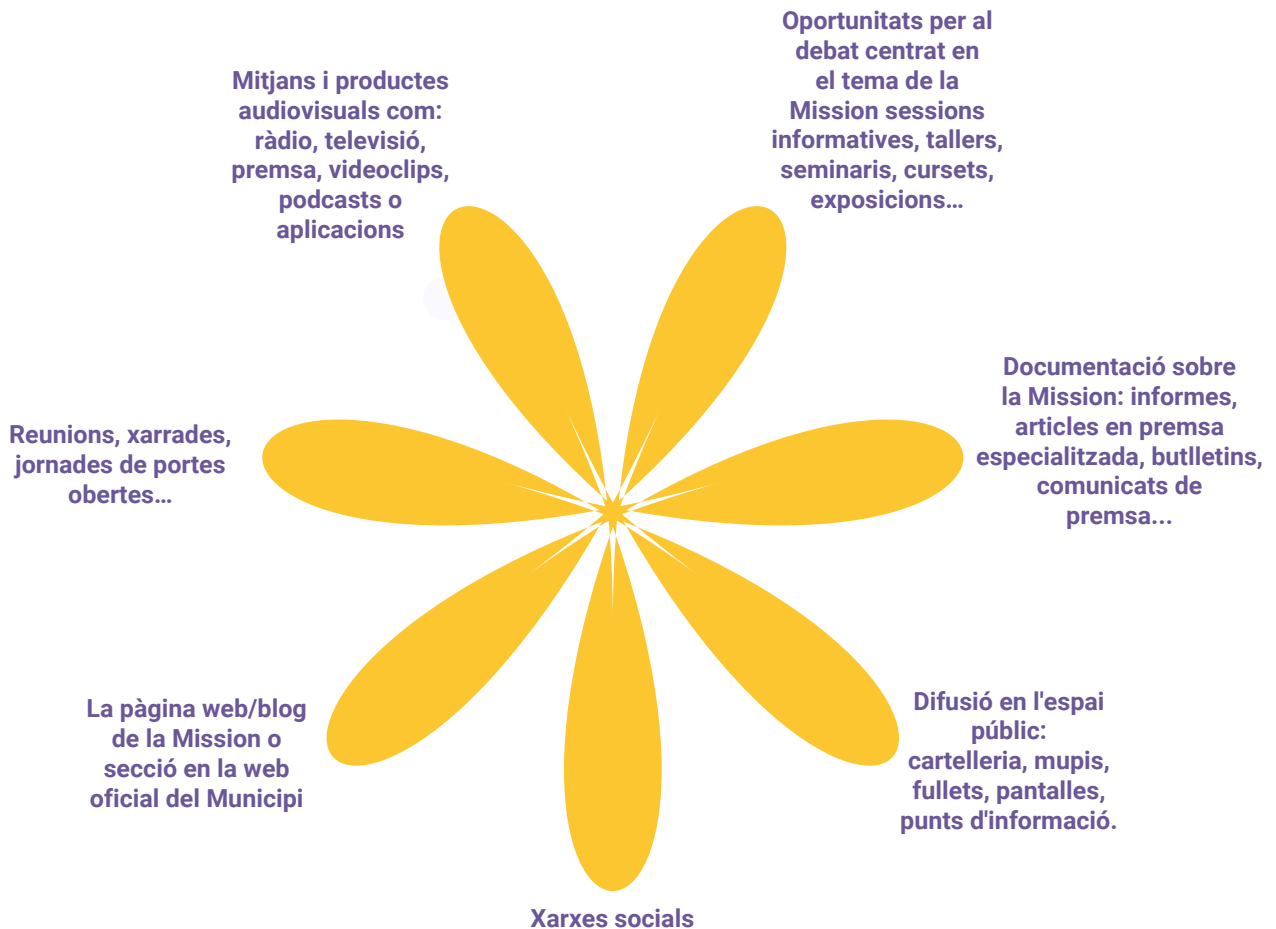 Oportunitats per al
debat centrat en
el tema de la
Mission sessions
informatives, tallers,
seminaris, cursets,
exposicions…
Mitjans i productes
audiovisuals com:
ràdio, televisió,
premsa, videoclips,
podcasts o
aplicacions
Documentació sobre
la Mission: informes,
articles en premsa
especialitzada, butlletins,
comunicats de
premsa...
Reunions, xarrades,
jornades de portes
obertes…
Difusió en l'espai
públic:
cartelleria, mupis,
fullets, pantalles,
punts d'informació.
La pàgina web/blog
de la Mission o
secció en la web
oficial del Municipi
Xarxes socials